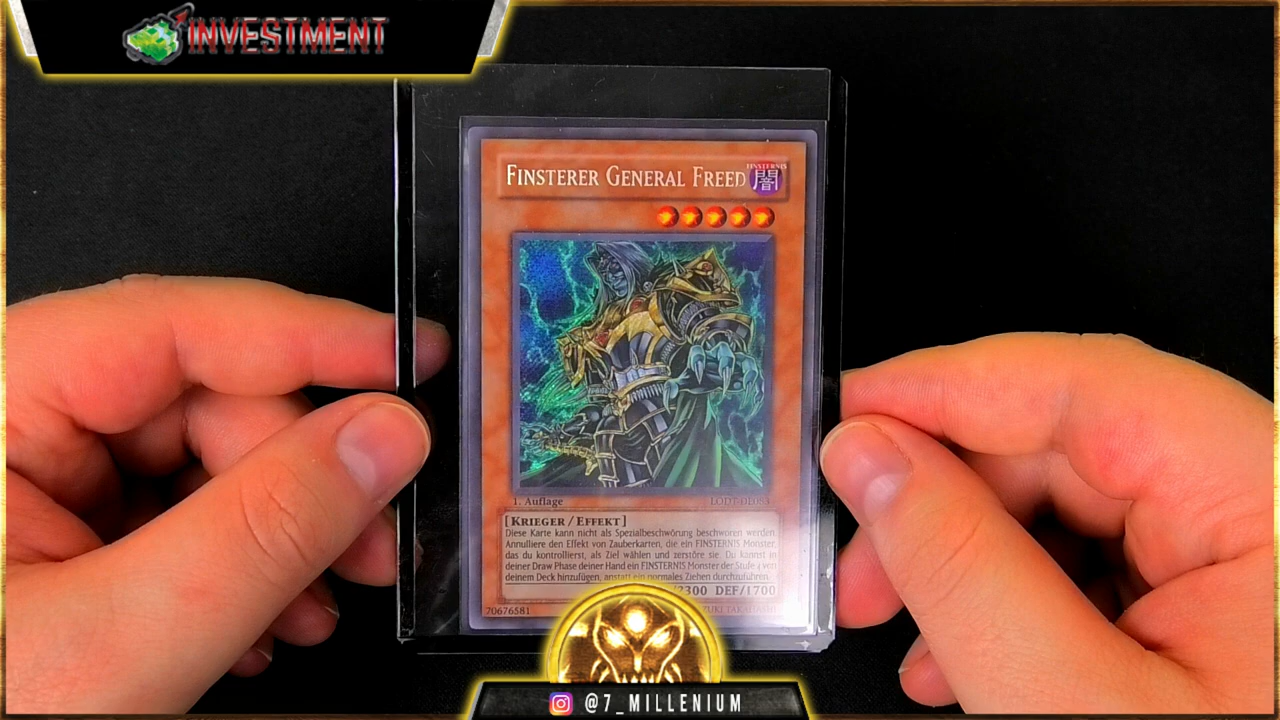 INVESTMENT
FINSTERER GENERAL FREED
FINSTERNIS
闇
1. Auflage
LODT-DE083
[KRIEGER / EFFEKT]
Diese Karte kann nicht als Spezialbeschwörung beschworen werden.
Annulliere den Effekt von Zauberkarten, die ein FINSTERNIS Monster,
das du kontrollierst, als Ziel wählen und zerstöre sie. Du kannst in
deiner Draw Phase deiner Hand ein FINSTERNIS Monster der Stufe 4 von
deinem Deck hinzufügen, anstatt ein normales Ziehen durchzuführen.
/2300 DEF/1700
70676581
@7_MILLENIUM